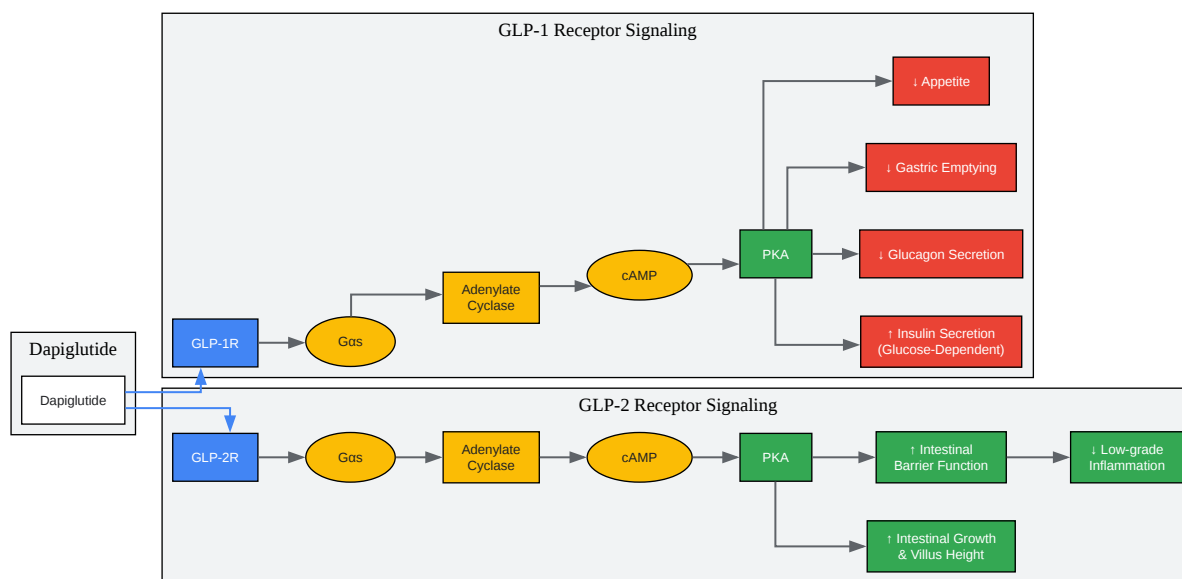 GLP-1 Receptor Signaling
↓ Appetite
↓ Gastric Emptying
PKA
↓ Glucagon Secretion
cAMP
Adenylate
Cyclase
GLP-1R
Gαs
↑ Insulin Secretion
(Glucose-Dependent)
Dapiglutide
Dapiglutide
GLP-2 Receptor Signaling
GLP-2R
Gαs
Adenylate
Cyclase
cAMP
PKA
↑ Intestinal
Barrier Function
↓ Low-grade
Inflammation
↑ Intestinal Growth
& Villus Height